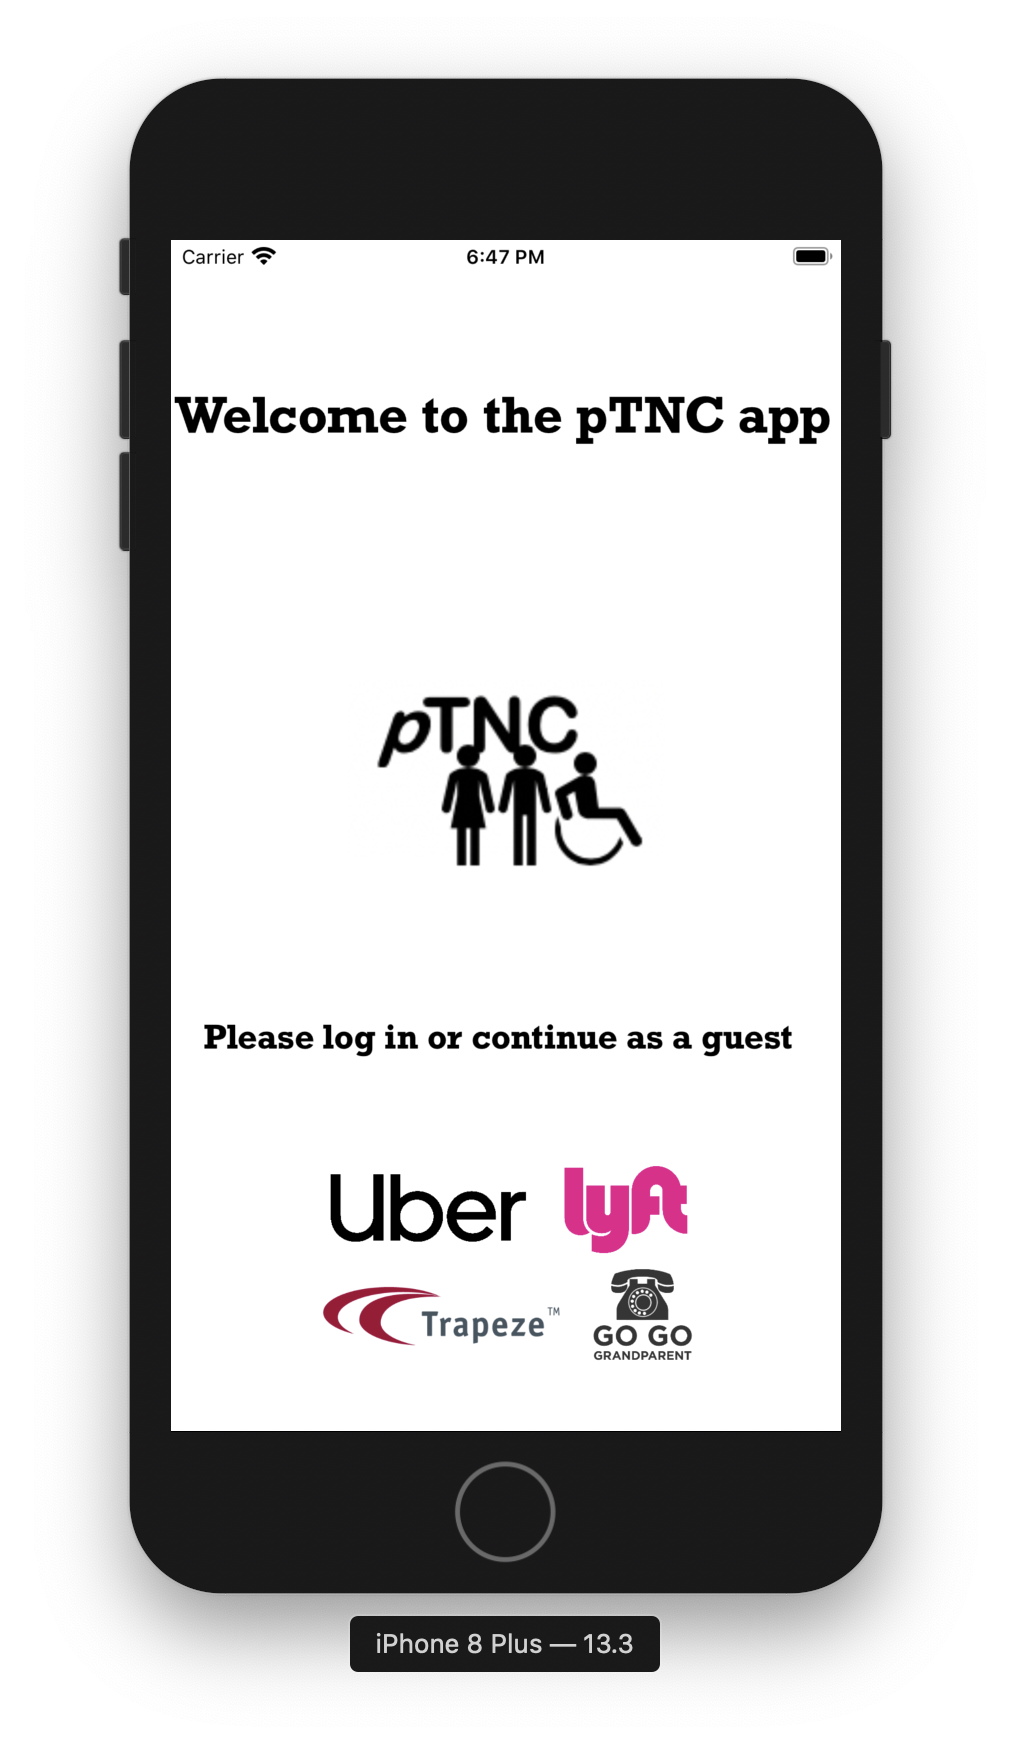 Carrier 6:47 PM
Welcome to the pTNC app
pTNC
Please log in or continue as a guest
Uber lyft
Trapeze™
GO GO
GRANDPARENT
iPhone 8 Plus — 13.3